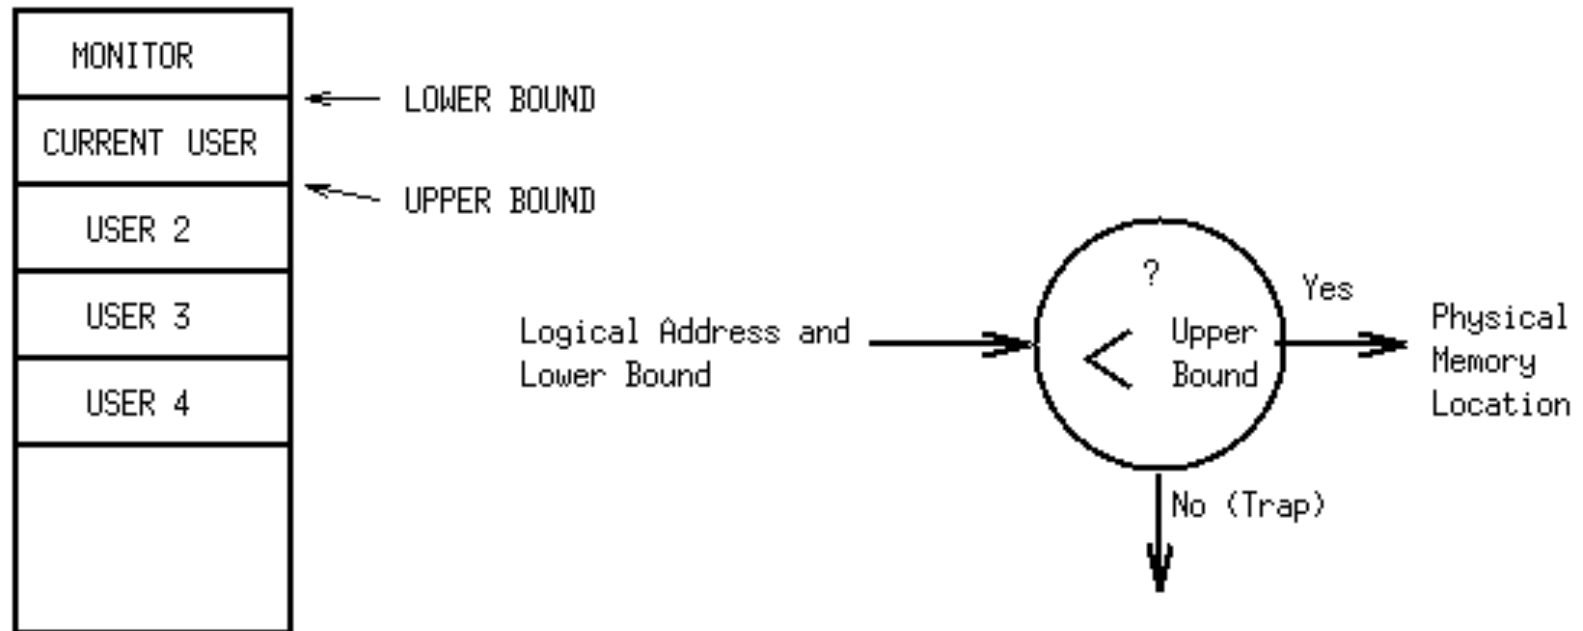 MONITOR
LOWER BOUND
CURRENT USER
UPPER BOUND
USER 2
USER 3
USER 4
Logical Address and
Lower Bound
?
<
Upper
Bound
Yes
Physical
Memory
Location
No (Trap)